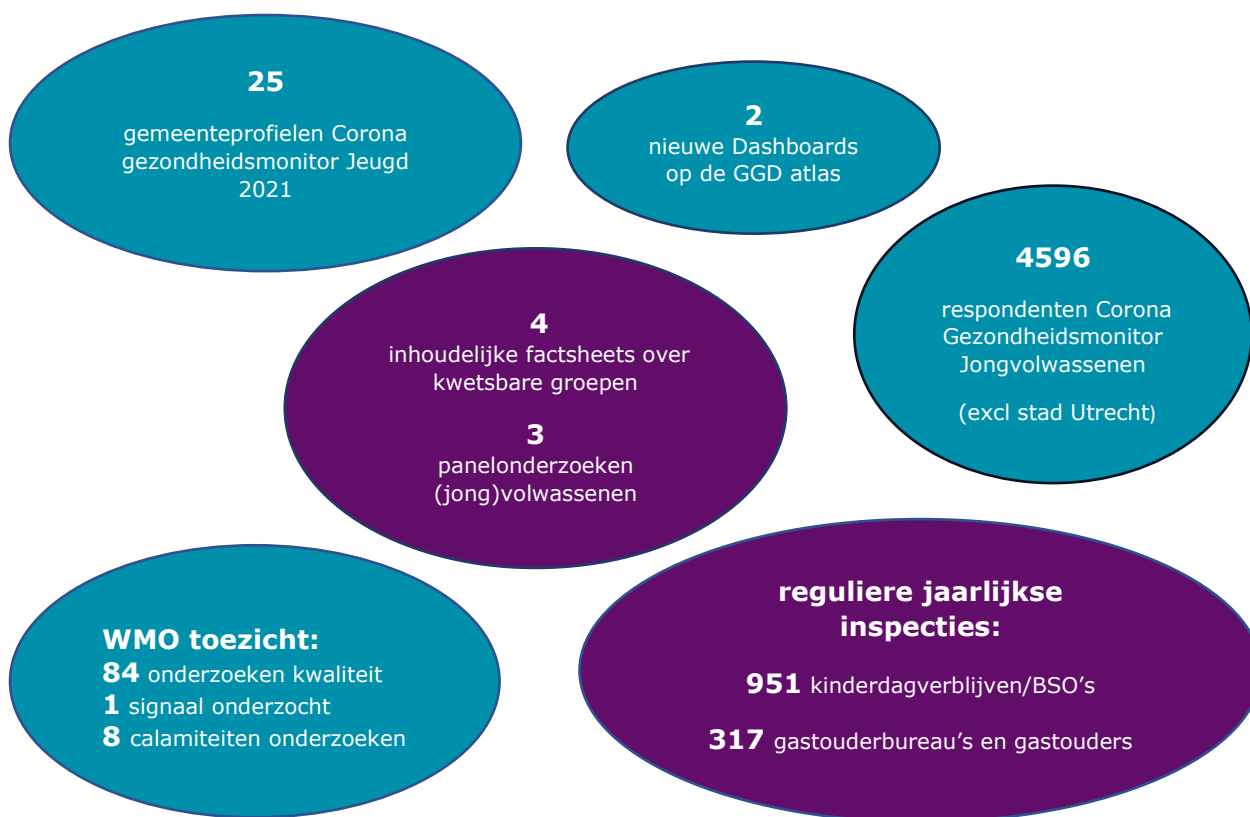 25
gemeenteprofielen Corona
gezondheidsmonitor Jeugd
2021
2
nieuwe Dashboards
op de GGD atlas
4596
respondenten Corona
Gezondheidsmonitor
Jongvolwassenen
(excl stad Utrecht)
4
inhoudelijke factsheets over
kwetsbare groepen
3
panelonderzoeken
(jong)volwassenen
WMO toezicht:
84 onderzoeken kwaliteit
1 signaal onderzocht
8 calamiteiten onderzoeken
reguliere jaarlijkse
inspecties:
951 kinderdagverblijven/BSO’s
317 gastouderbureau’s en gastouders